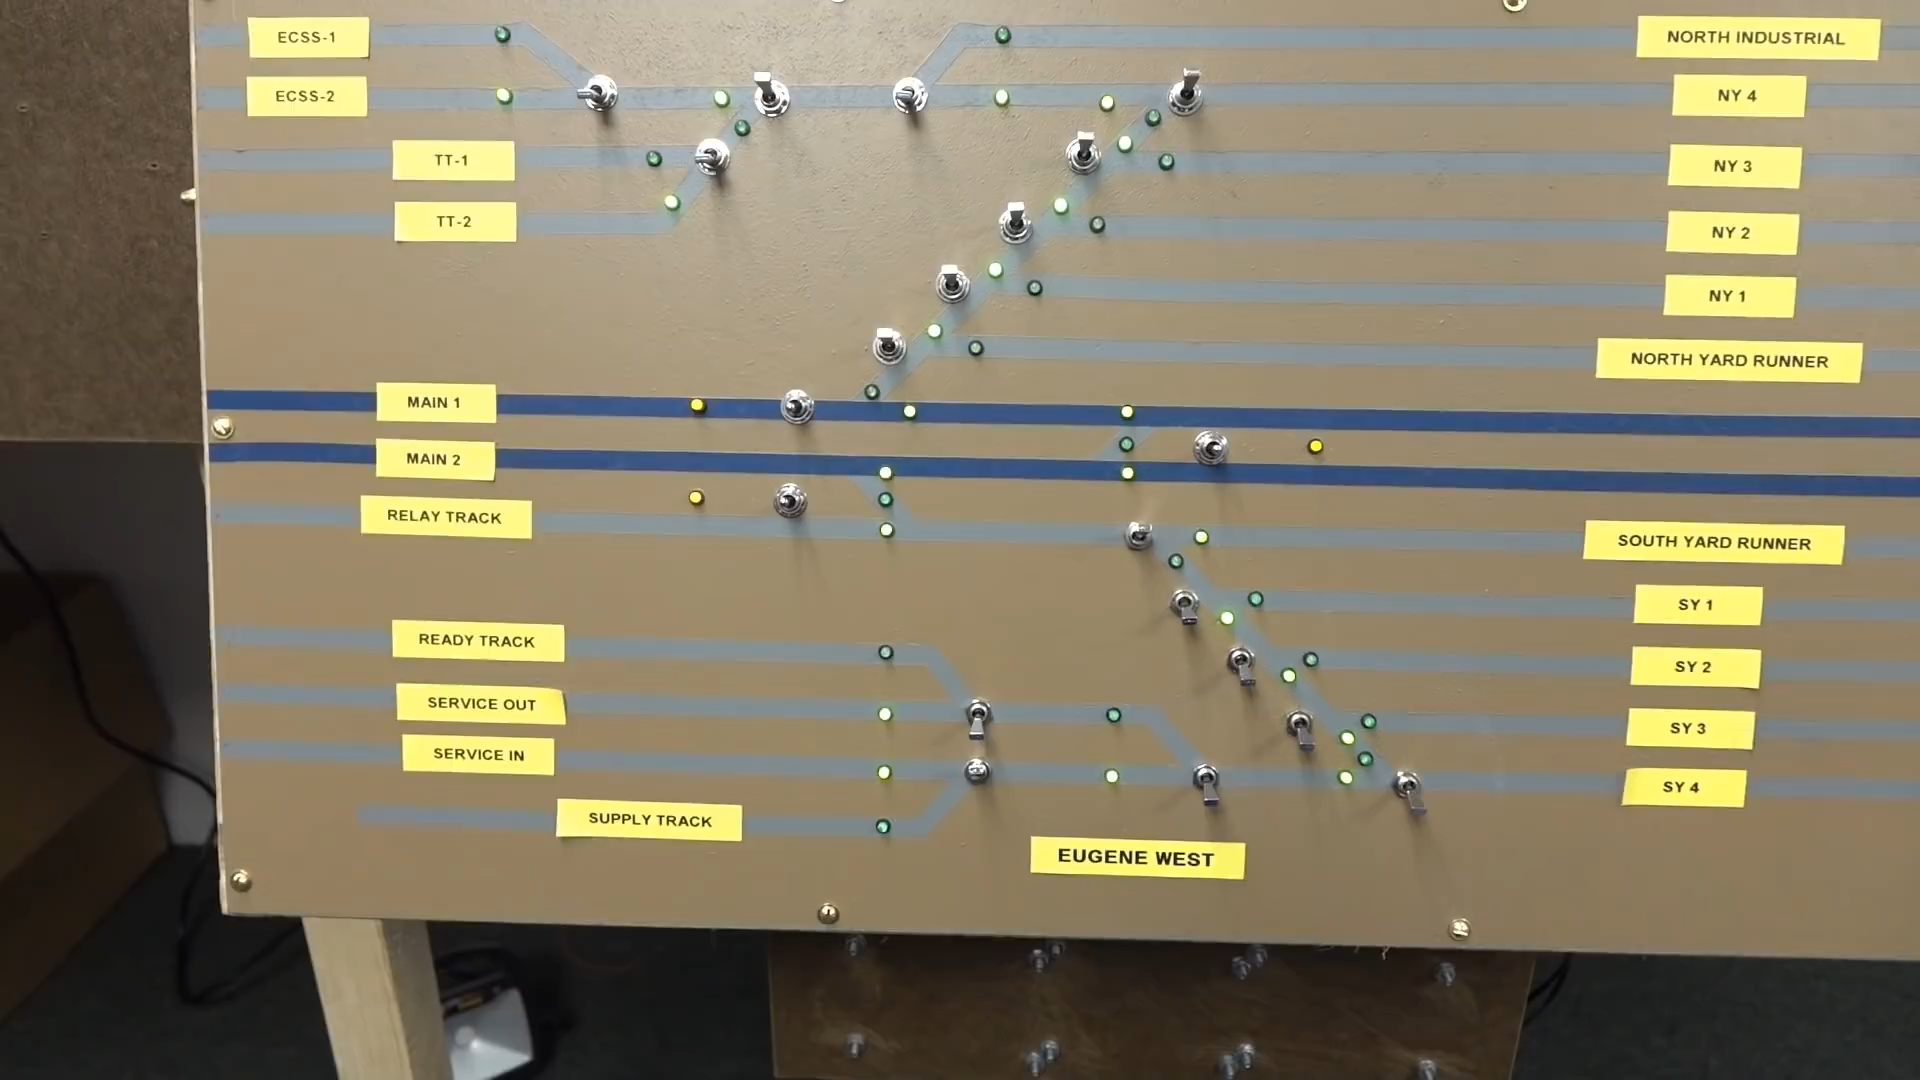 ECSS-1
NORTH INDUSTRIAL
ECSS-2
NY 4
TT-1
NY 3
TT-2
NY 2
NY 1
NORTH YARD RUNNER
MAIN 1
MAIN 2
RELAY TRACK
SOUTH YARD RUNNER
SY 1
READY TRACK
SY 2
SERVICE OUT
SY 3
SERVICE IN
SY 4
SUPPLY TRACK
EUGENE WEST